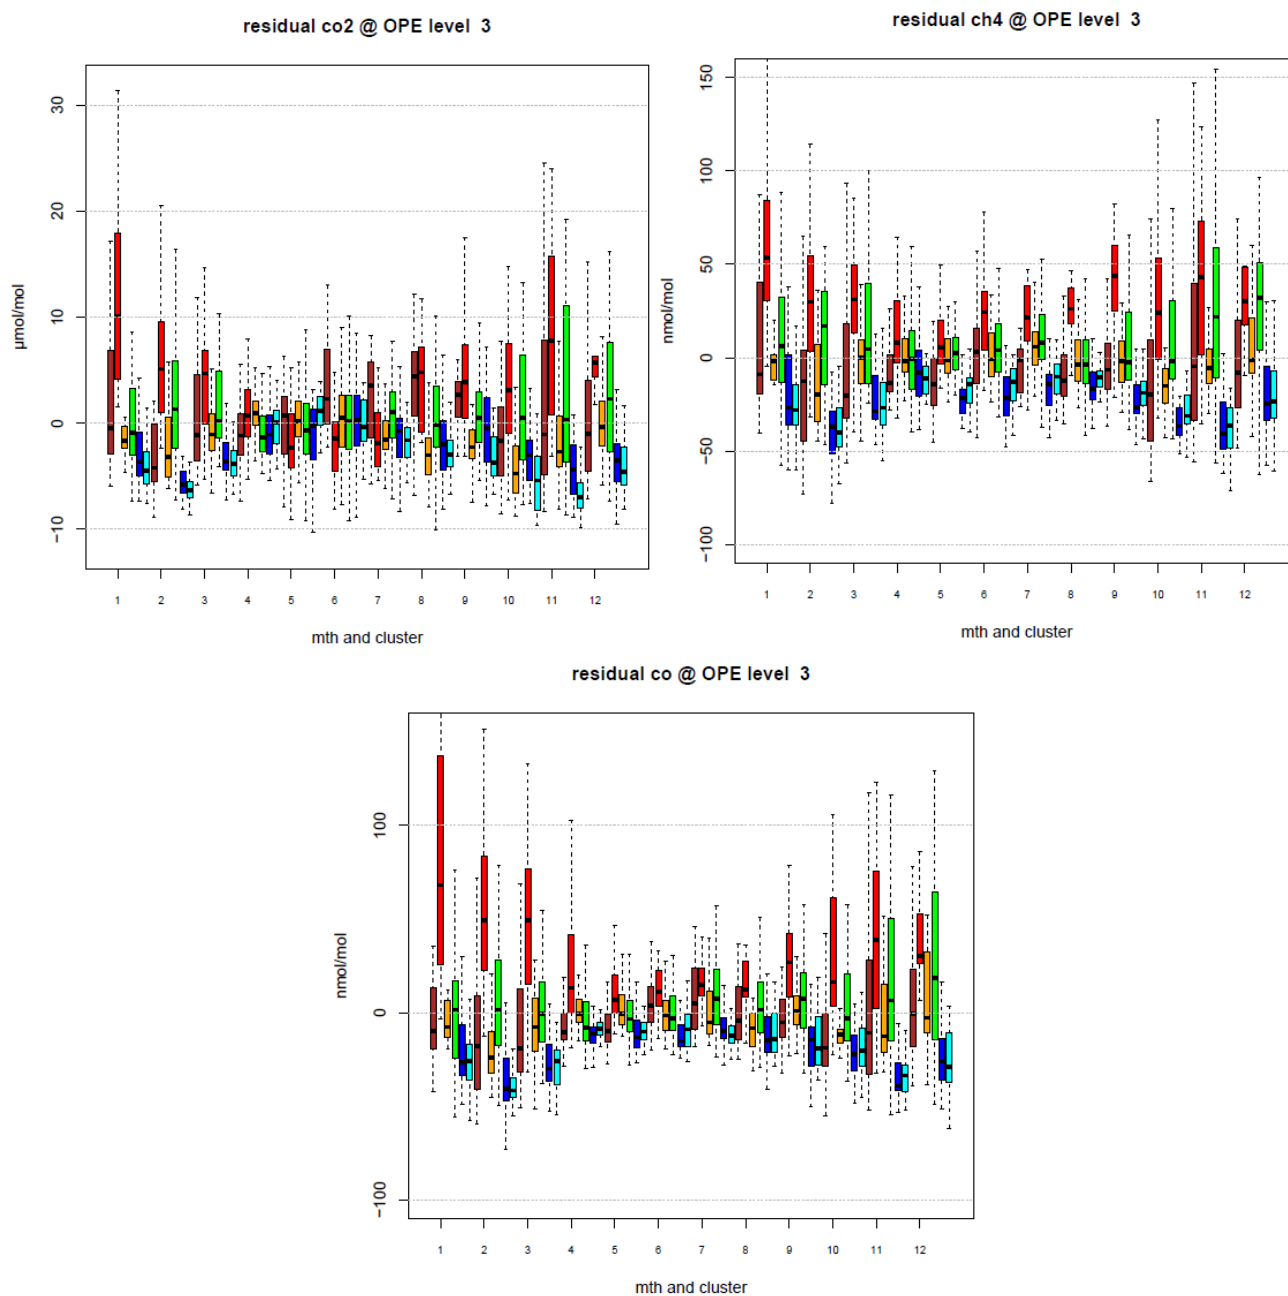 residual co2 @ OPE level 3
µmol/mol
30
20
10
0
−10
1 2 3 4 5 6 7 8 9 10 11 12
mth and cluster
residual ch4 @ OPE level 3
nmol/mol
150
100
50
0
−50
−100
1 2 3 4 5 6 7 8 9 10 11 12
mth and cluster
residual co @ OPE level 3
nmol/mol
100
0
−100
1 2 3 4 5 6 7 8 9 10 11 12
mth and cluster